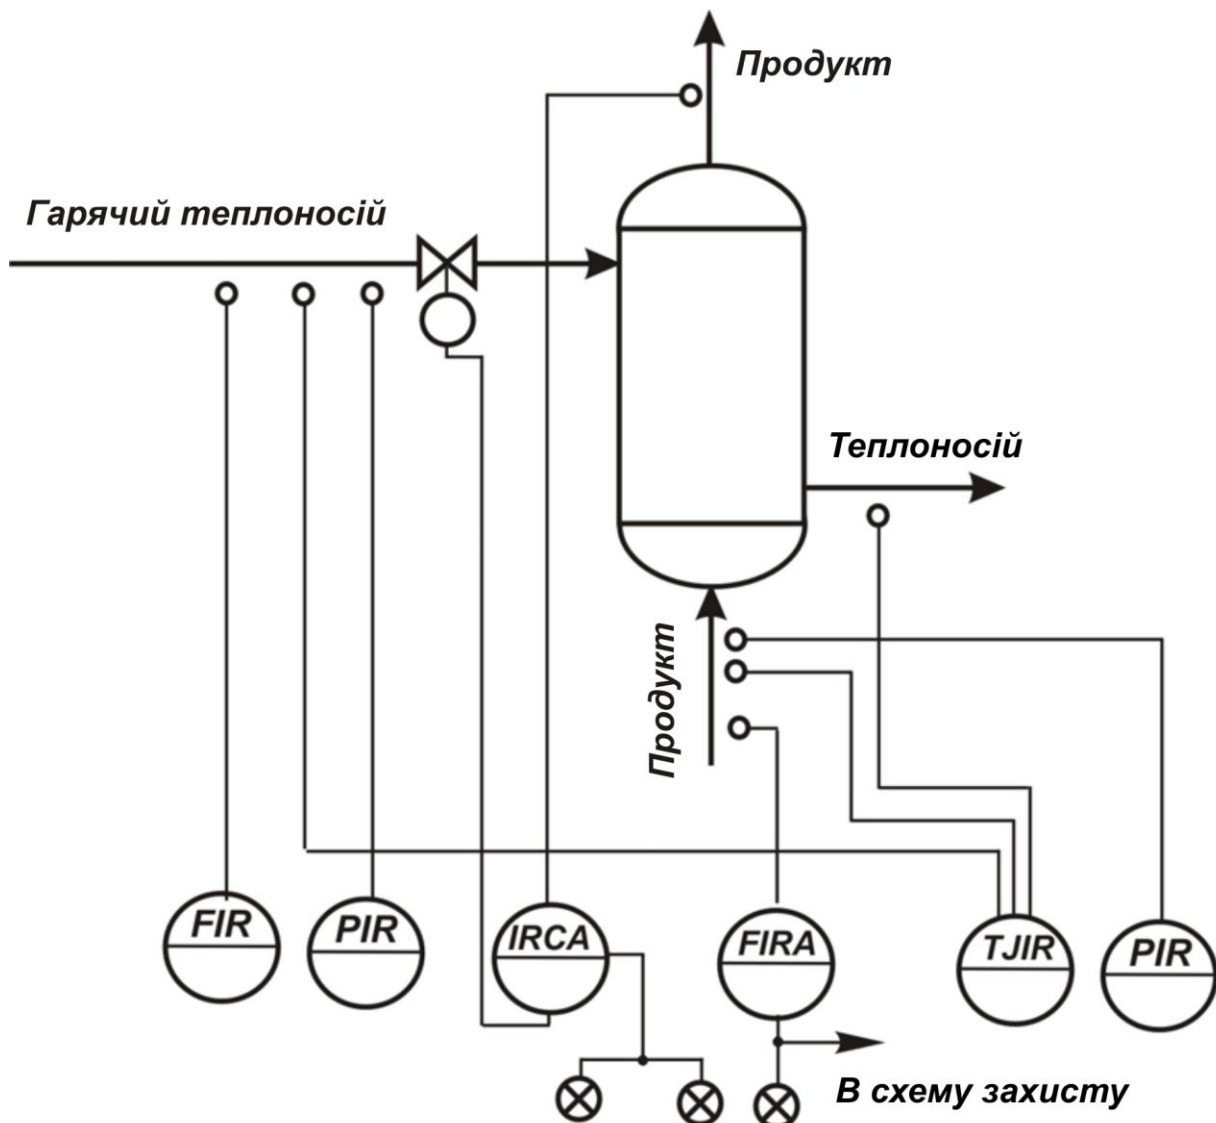 Продукт
Гарячий теплоносій
Теплоносій
Продукт
FIR
PIR
IRCA
FIRA
TJIR
PIR
В схему захисту